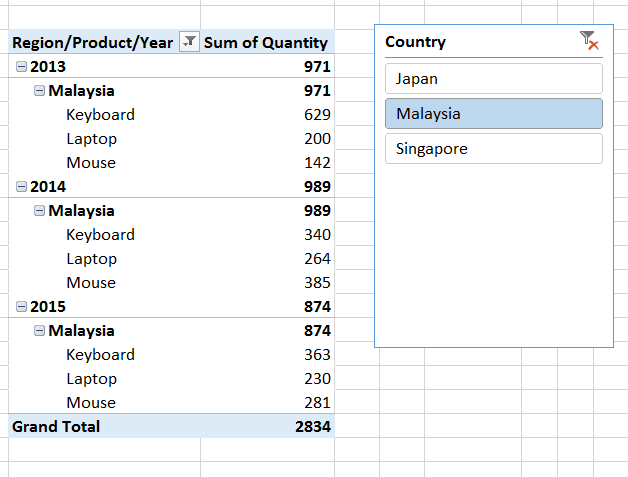 Region/Product/Year Sum of Quantity
2013 971
Malaysia 971
Keyboard 629
Laptop 200
Mouse 142
2014 989
Malaysia 989
Keyboard 340
Laptop 264
Mouse 385
2015 874
Malaysia 874
Keyboard 363
Laptop 230
Mouse 281
Grand Total 2834
Country
Japan
Malaysia
Singapore